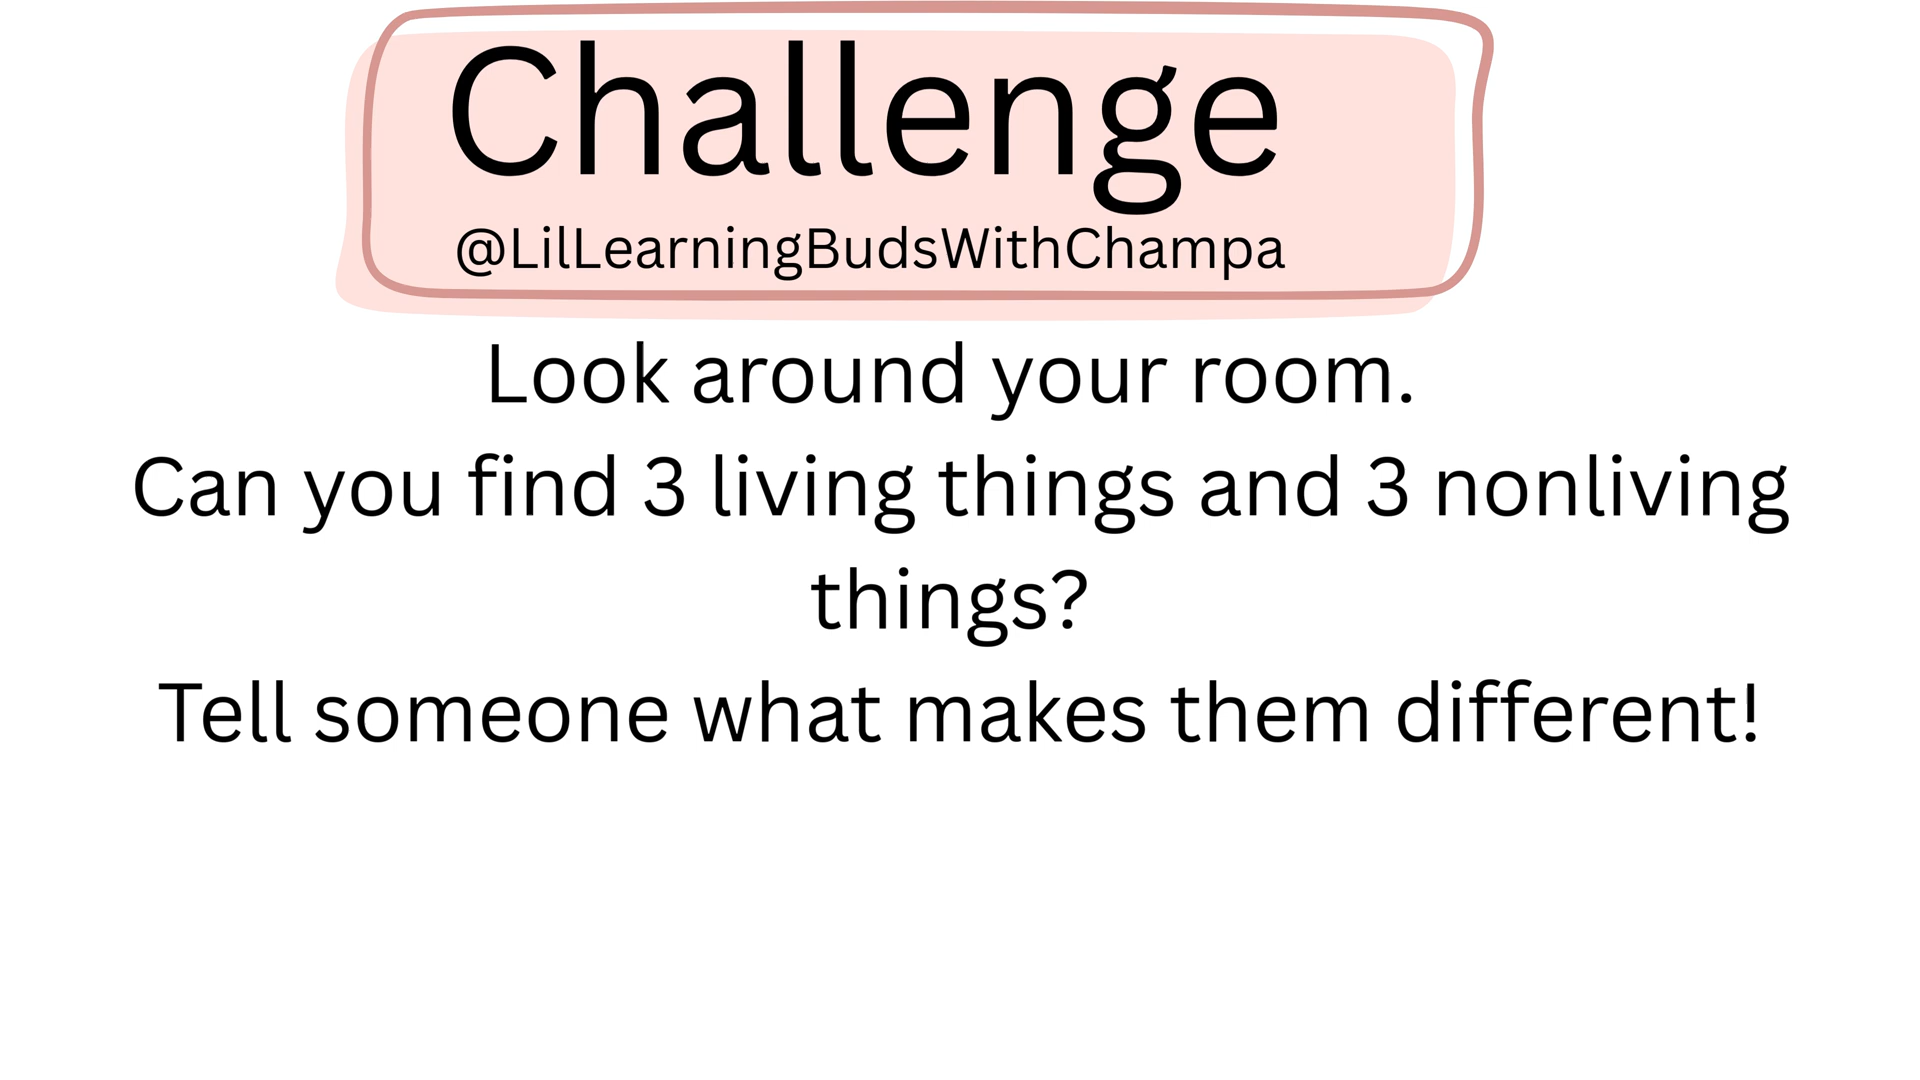 Challenge
@LilLearningBudsWithChampa
Look around your room.
Can you find 3 living things and 3 nonliving
things?
Tell someone what makes them different!